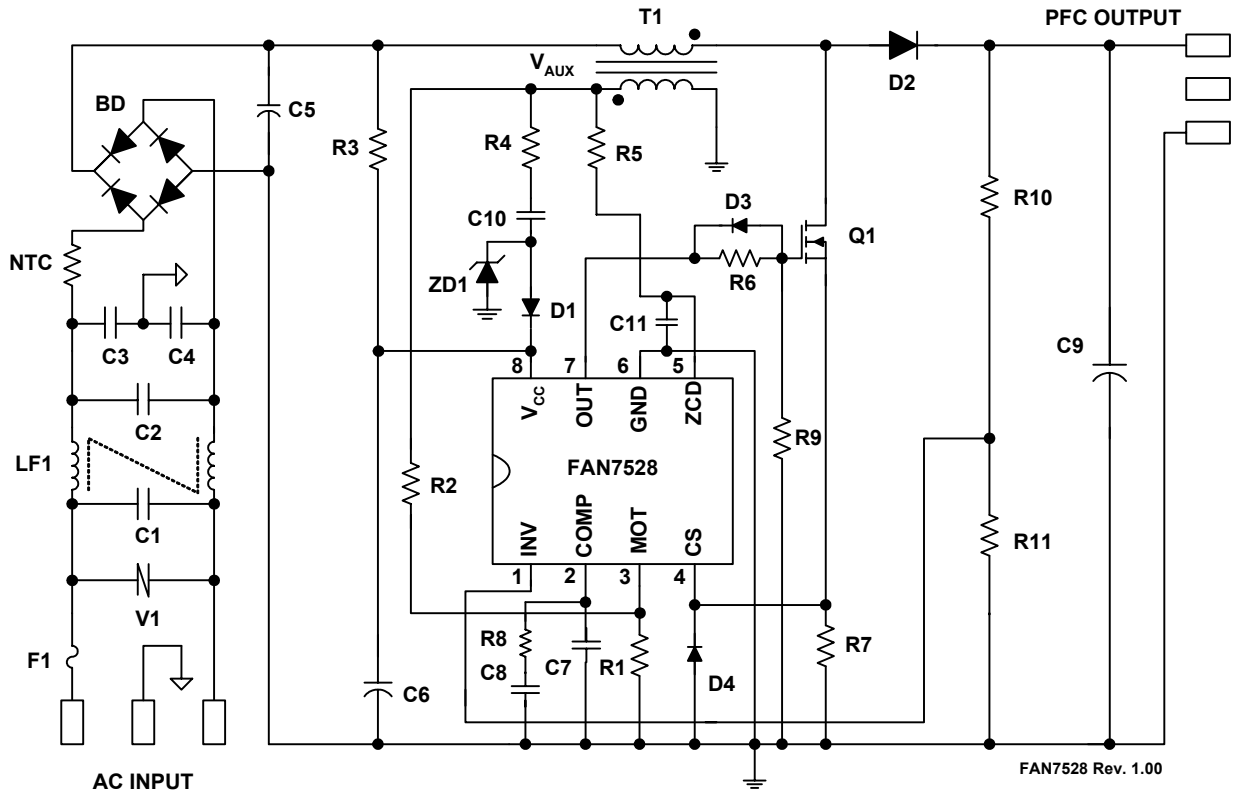 T1
PFC OUTPUT
VAUX
D2
BD
C5
R3
R4
R5
R10
D3
C10
Q1
NTC
ZD1
R6
D1
C11
C3
C4
C9
8
7
6
5
VCC
OUT
GND
ZCD
C2
R9
LF1
R2
FAN7528
C1
INV
COMP
MOT
CS
R11
1
2
3
4
V1
R8
R7
F1
C8
C7
R1
D4
C6
FAN7528 Rev. 1.00
AC INPUT